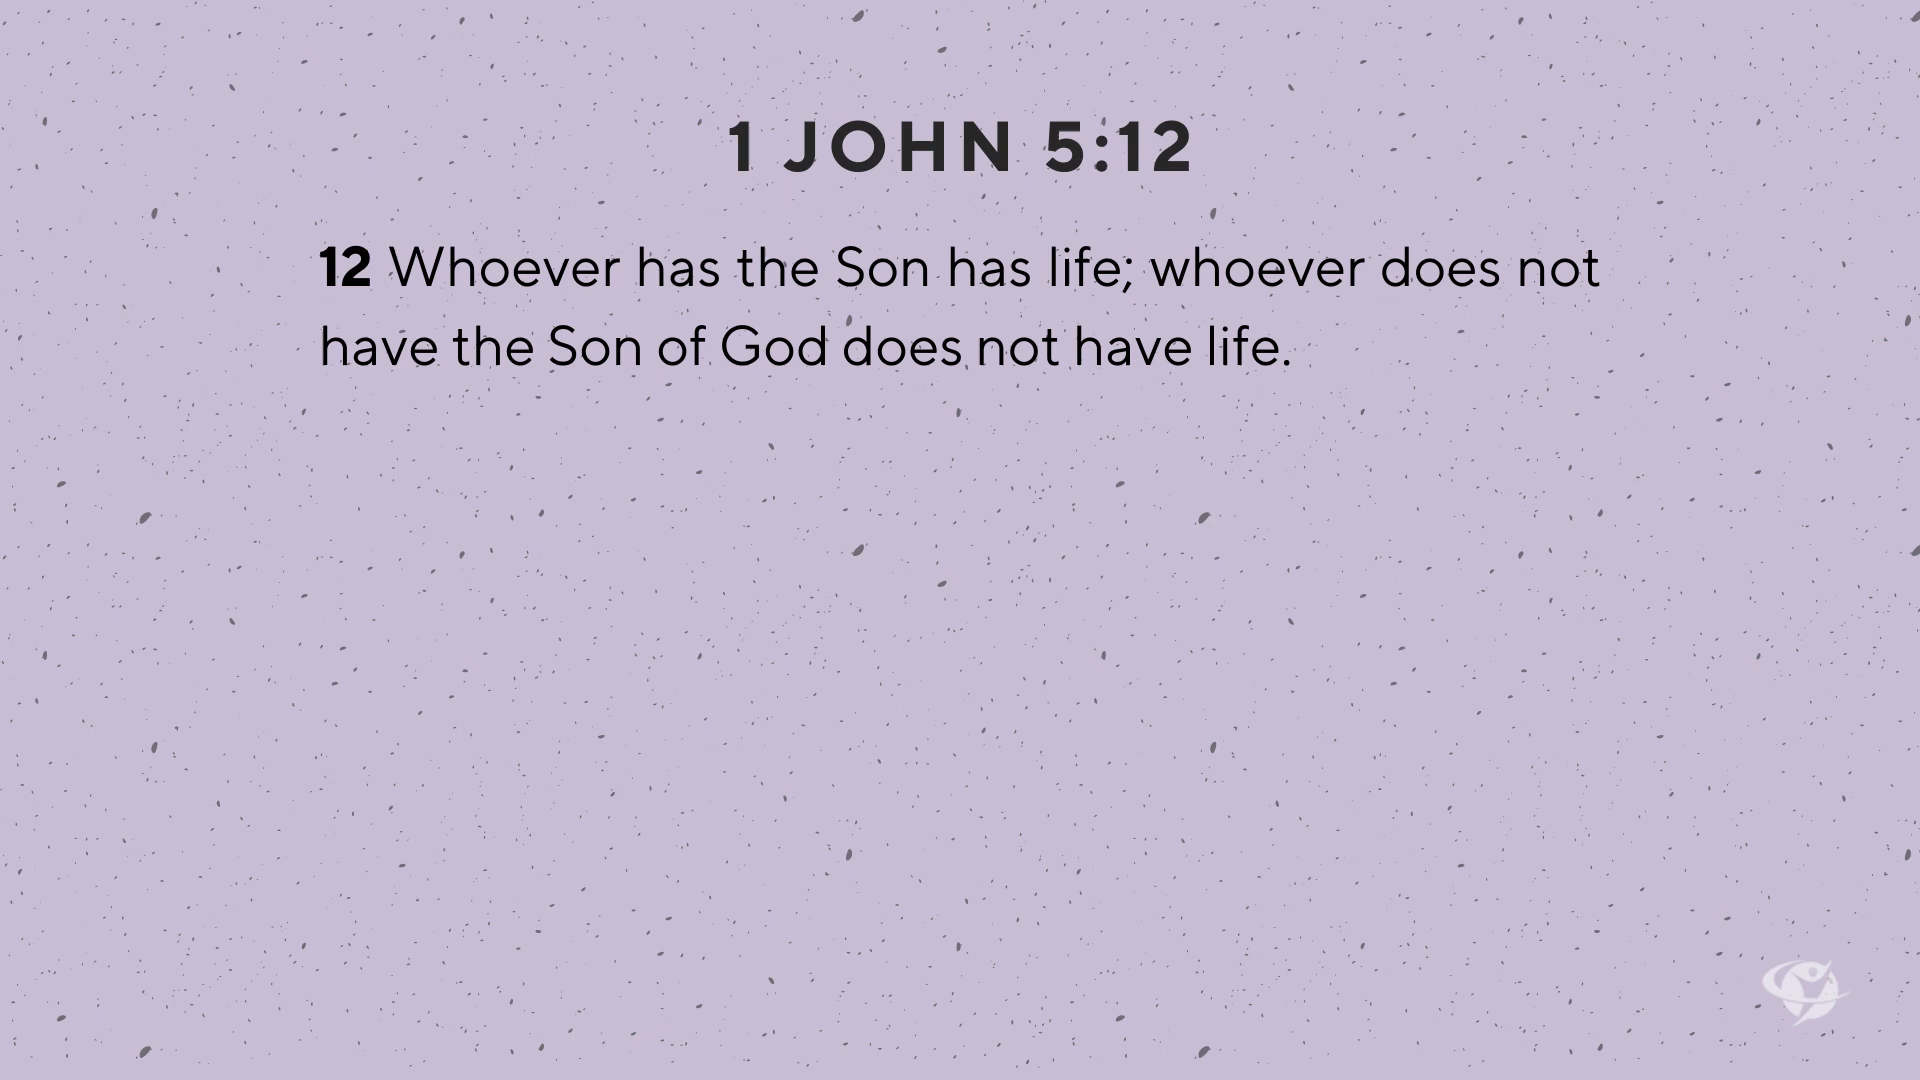 1 JOHN 5:12
12 Whoever has the Son has life; whoever does not
have the Son of God does not have life.